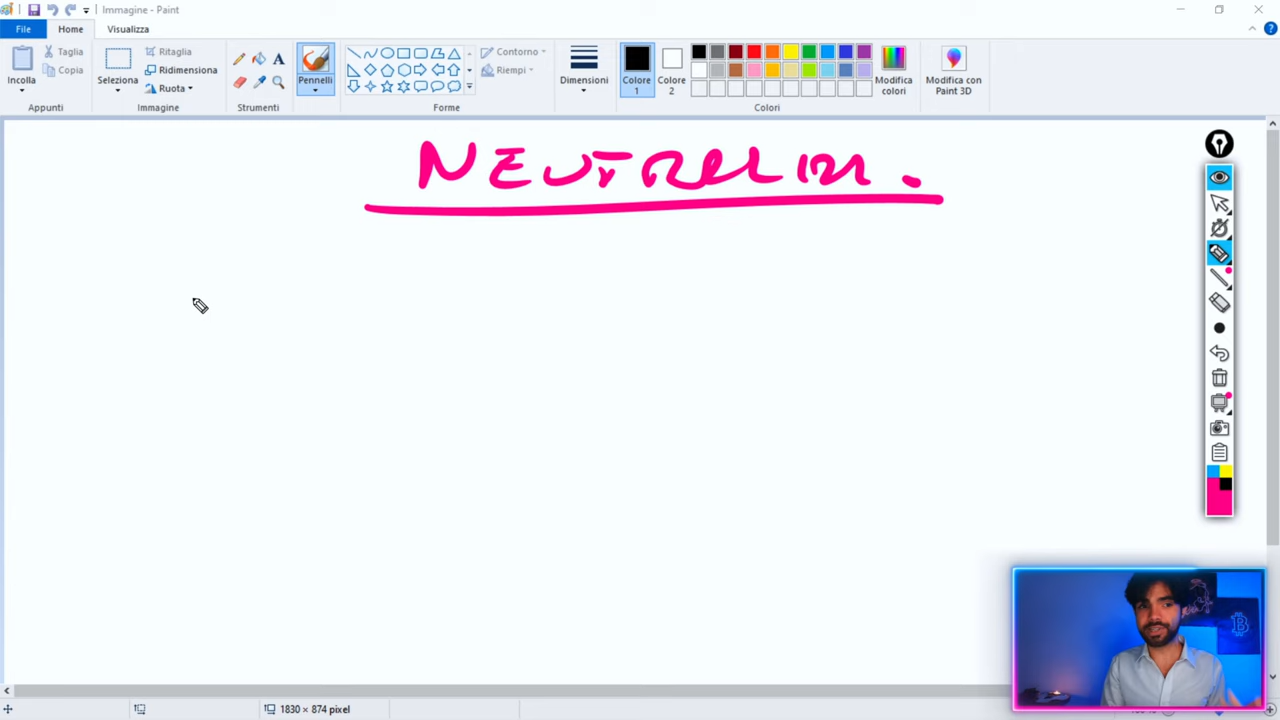 Immagine - Paint
File Home Visualizza
Incolla Taglia Copia Seleziona Ritaglia Ridimensiona Ruota Pennelli Contorno Riempi Dimensioni Colore 1 Colore 2 Modifica colori Modifica con Paint 3D
Appunti Immagine Strumenti Forme Colori
1830 × 874 pixel